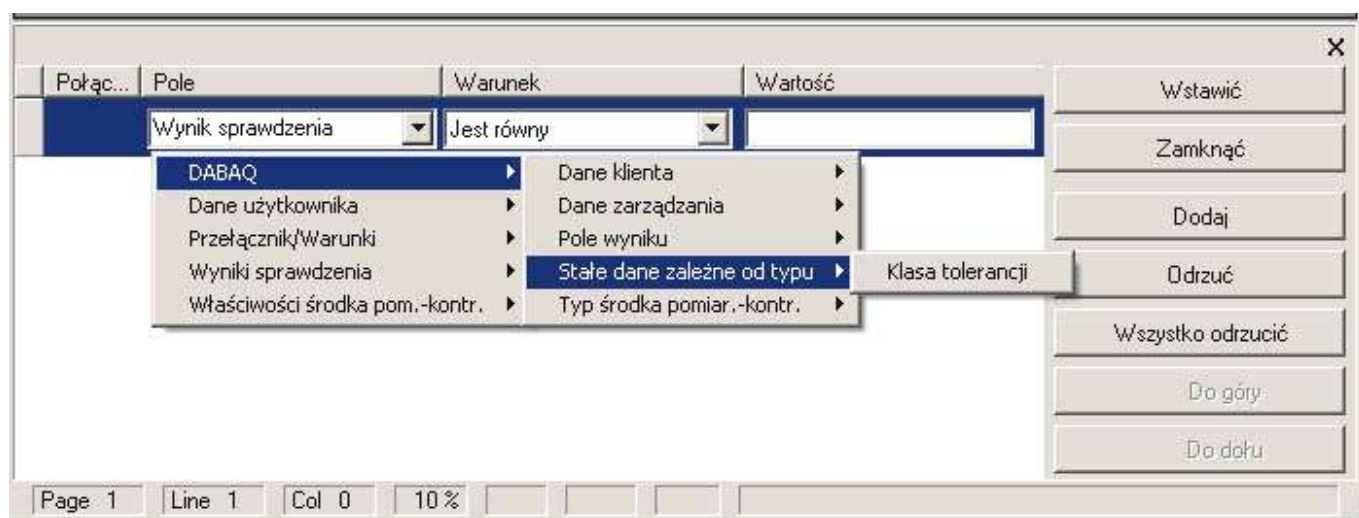 ×
Połąc... Pole Warunek Wartość Wstawić
Wynik sprawdzenia Jest równy
Zamknąć
DABAQ Dane klienta
Dane użytkownika Dane zarządzania Dodaj
Przełącznik/Warunki Pole wyniku
Wyniki sprawdzenia Stałe dane zależne od typu Klasa tolerancji Odrzuć
Właściwości środka pom.-kontr. Typ środka pomiar.-kontr.
Wszystko odrzucić
Do góry
Do dołu
Page 1 Line 1 Col 0 10 %